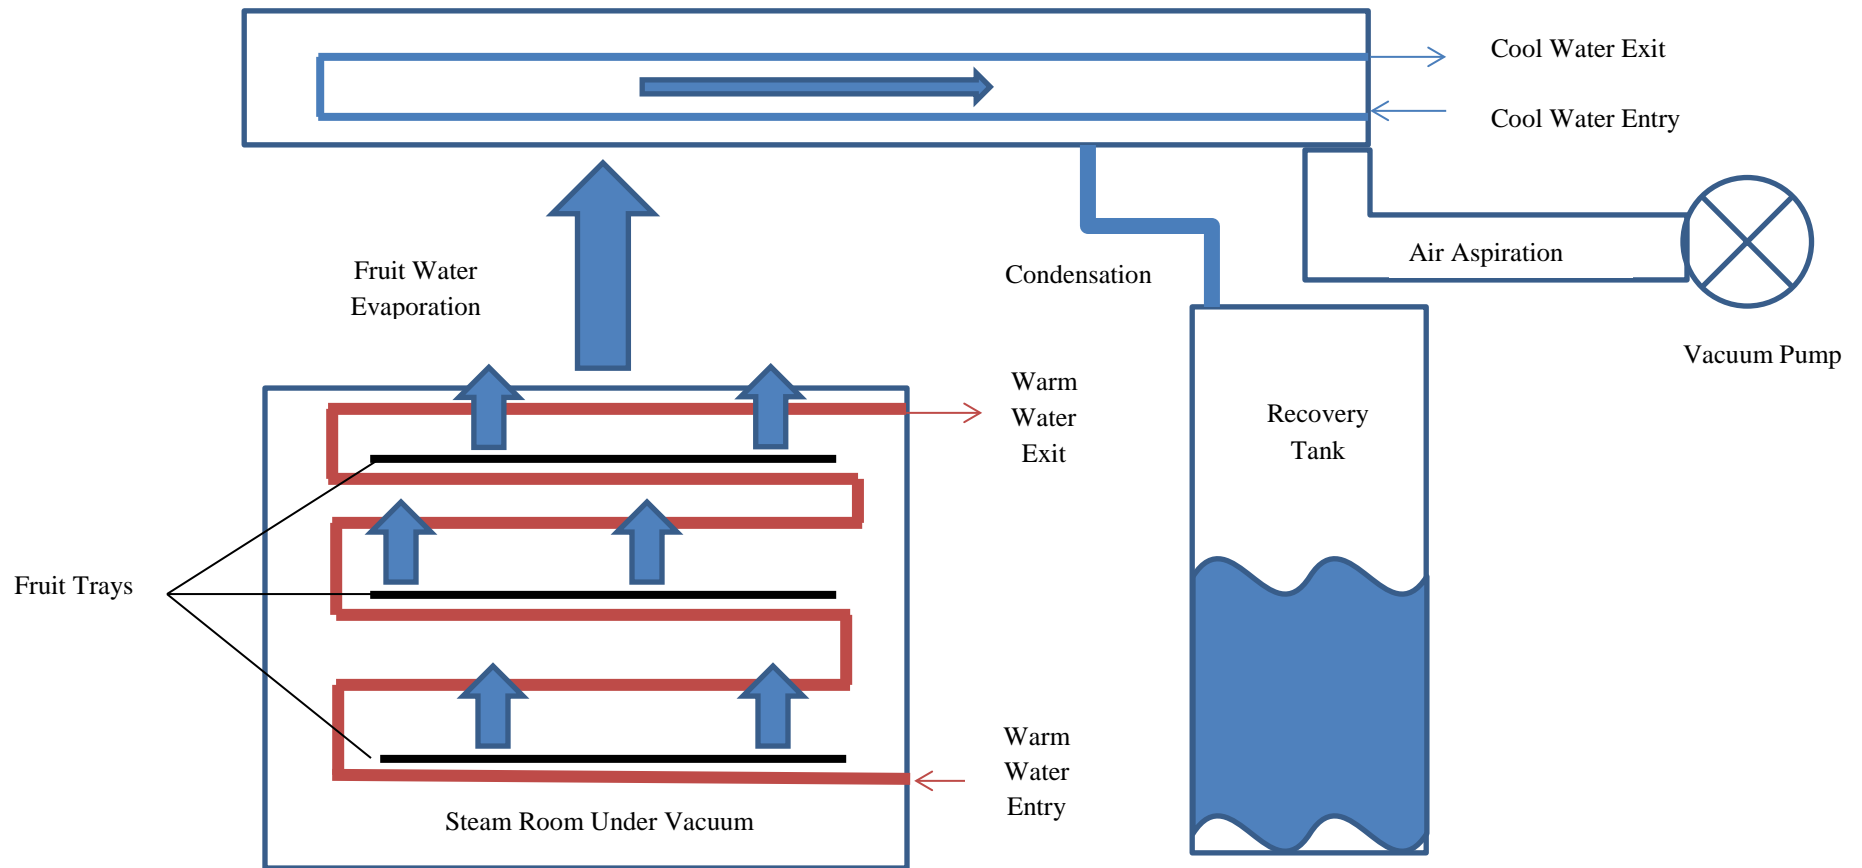 Cool Water Exit
Cool Water Entry
Fruit Water
Evaporation
Condensation
Air Aspiration
Vacuum Pump
Warm
Water
Exit
Recovery
Tank
Fruit Trays
Warm
Water
Entry
Steam Room Under Vacuum